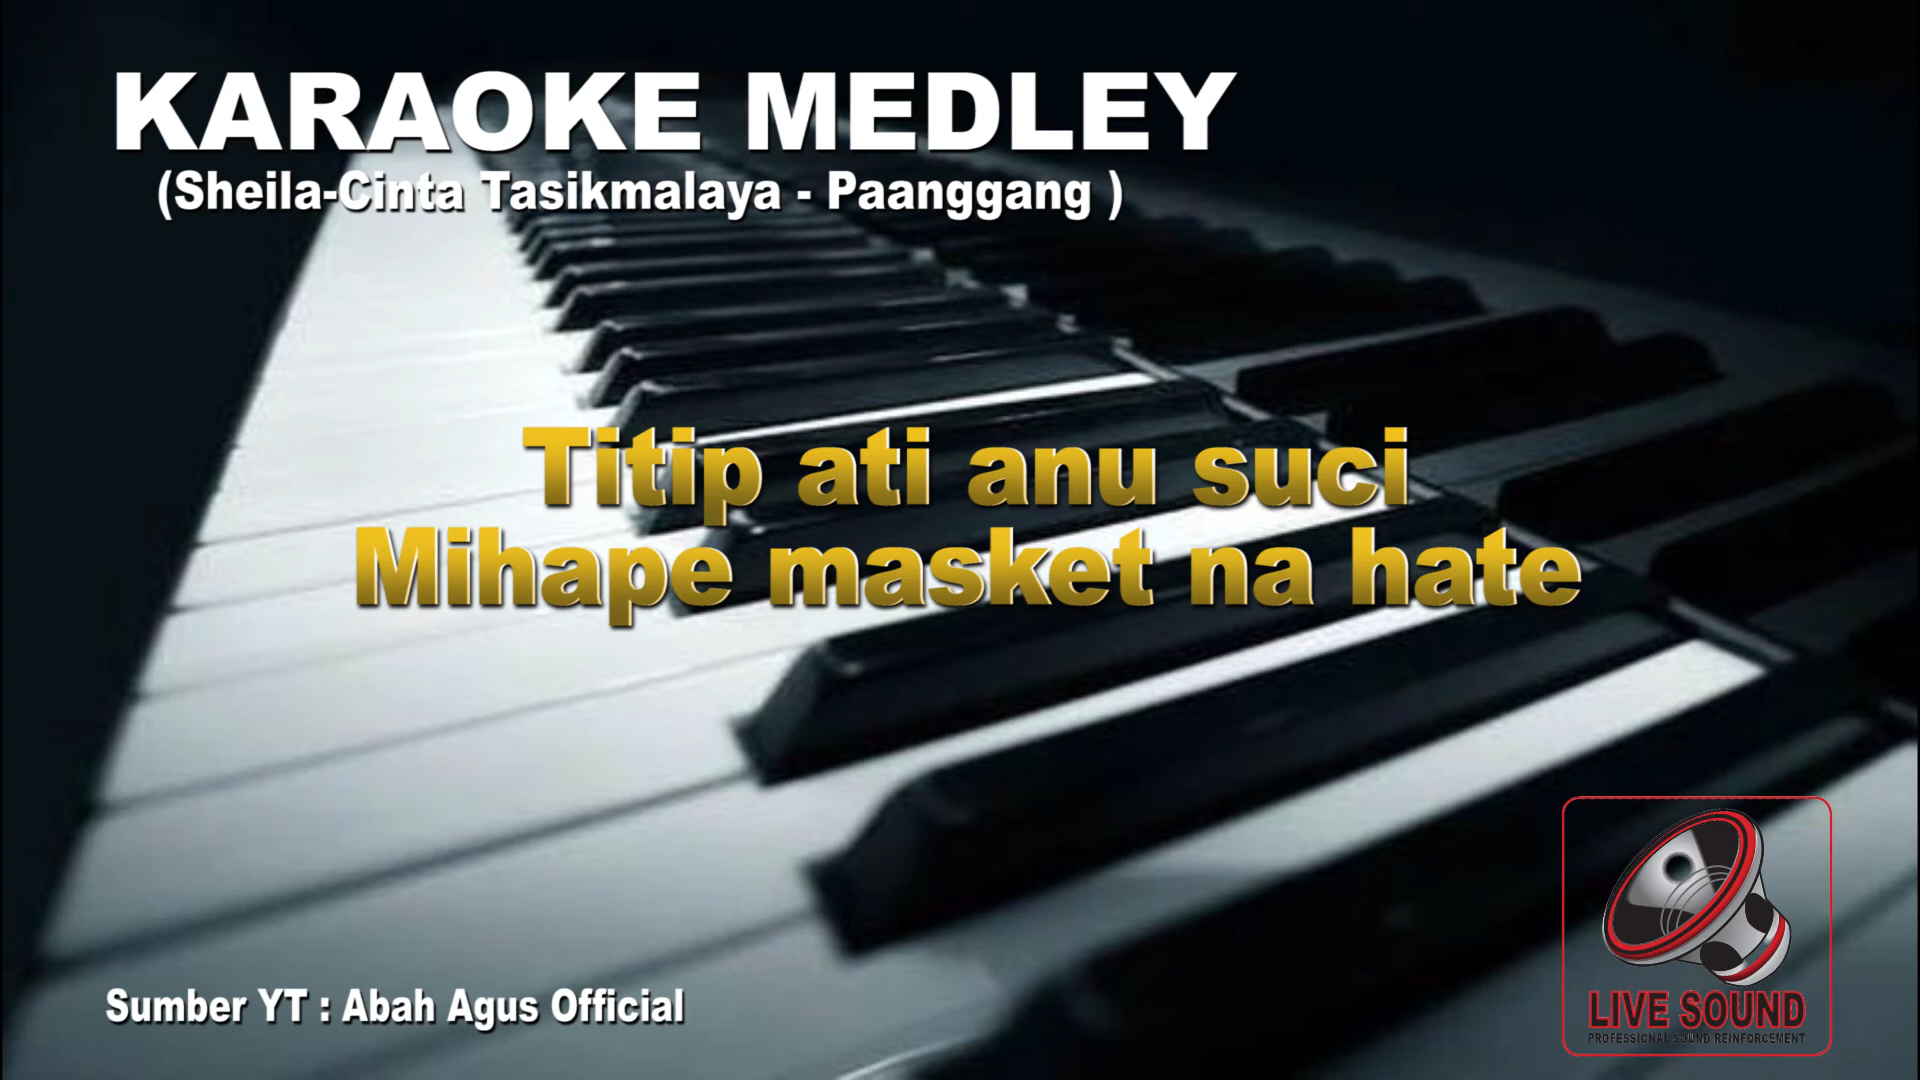 KARAOKE MEDLEY
(Sheila-Cinta Tasikmalaya - Paanggang )
Titip ati anu suci
Mihape masket na hate
Sumber YT : Abah Agus Official
LIVE SOUND
PROFESSIONAL SOUND REINFORCEMENT